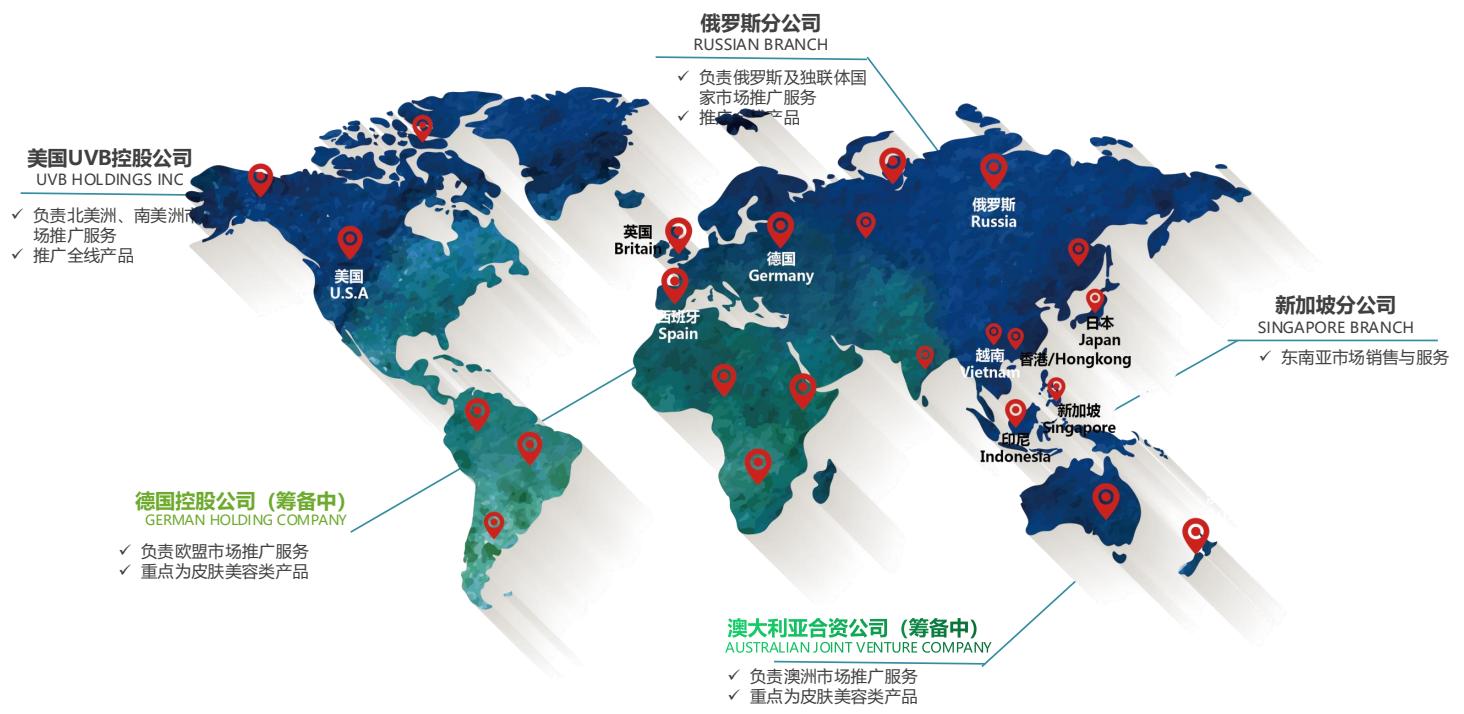 俄罗斯分公司
RUSSIAN BRANCH
负责俄罗斯及独联体国
家市场推广服务
推广 产品
美国UVB控股公司
UVB HOLDINGS INC
负责北美洲、南美洲市
场推广服务
推广全线产品
美国
U.S.A
英国
Britain
德国
Germany
俄罗斯
Russia
西班牙
Spain
日本
Japan
越南
Vietnam
香港/Hongkong
新加坡
Singapore
印尼
Indonesia
新加坡分公司
SINGAPORE BRANCH
东南亚市场销售与服务
德国控股公司（筹备中）
GERMAN HOLDING COMPANY
负责欧盟市场推广服务
重点为皮肤美容类产品
澳大利亚合资公司（筹备中）
AUSTRALIAN JOINT VENTURE COMPANY
负责澳洲市场推广服务
重点为皮肤美容类产品